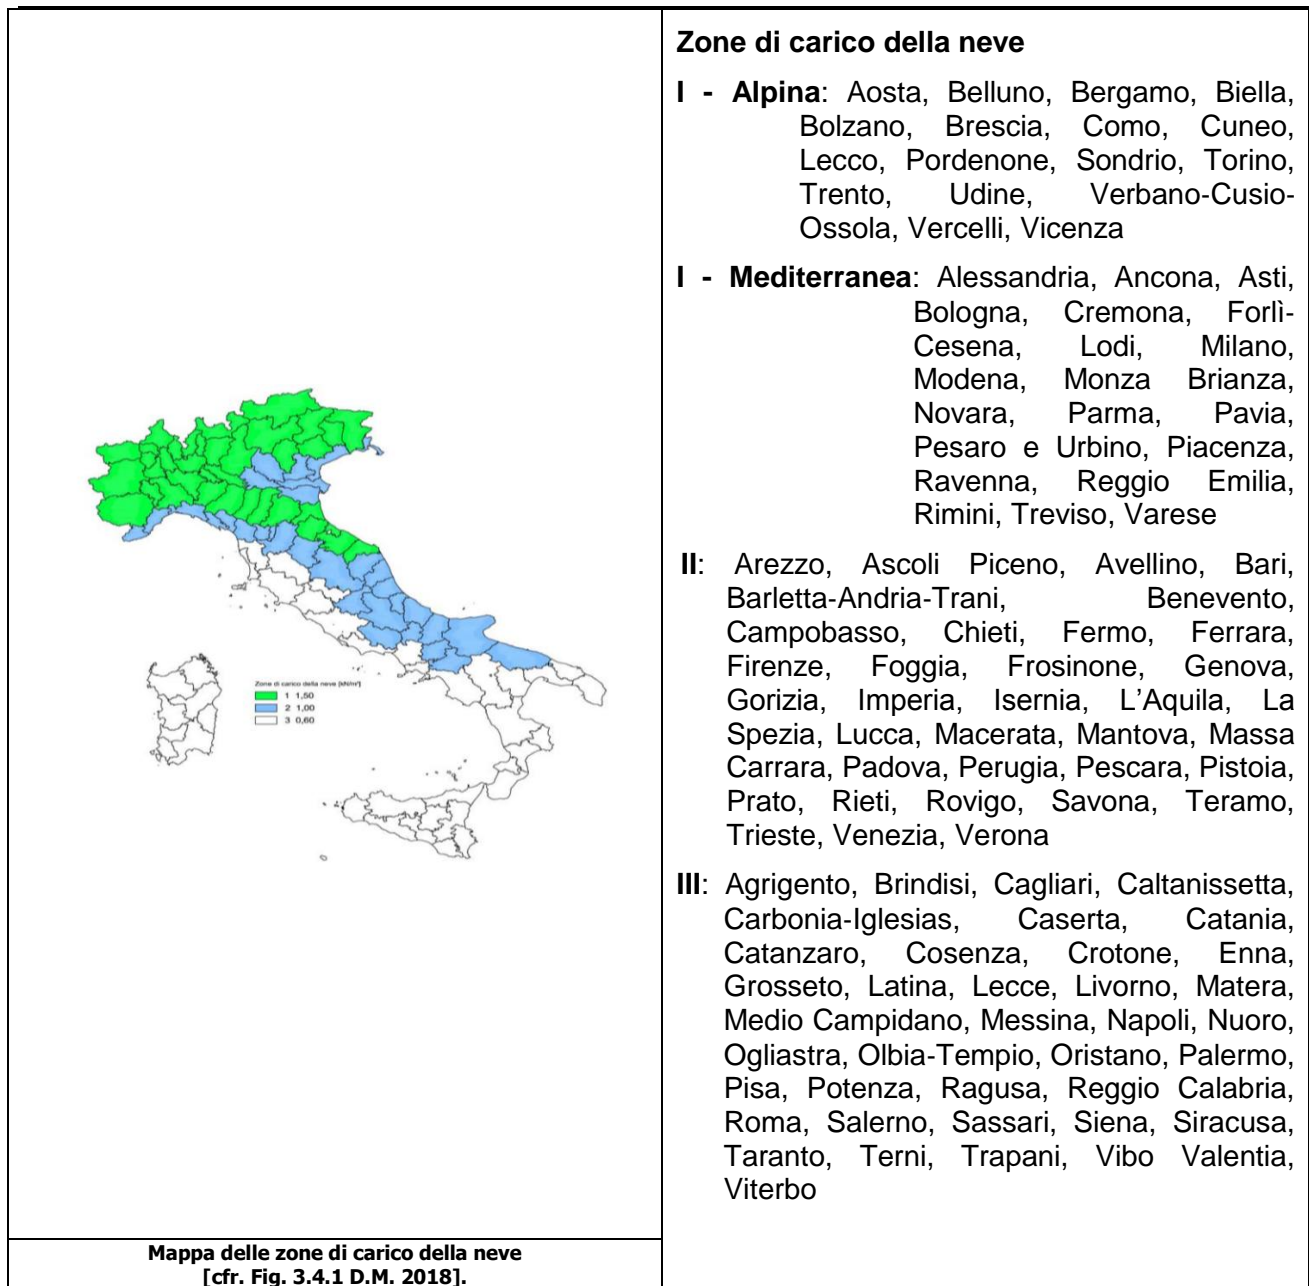 Zone di carico della neve [kN/m²]
1 1,50
2 1,00
3 0,60
Mappa delle zone di carico della neve
[cfr. Fig. 3.4.1 D.M. 2018].
Zone di carico della neve
I - Alpina: Aosta, Belluno, Bergamo, Biella,
Bolzano, Brescia, Como, Cuneo,
Lecco, Pordenone, Sondrio, Torino,
Trento, Udine, Verbano-Cusio-
Ossola, Vercelli, Vicenza
I - Mediterranea: Alessandria, Ancona, Asti,
Bologna, Cremona, Forlì-
Cesena, Lodi, Milano,
Modena, Monza Brianza,
Novara, Parma, Pavia,
Pesaro e Urbino, Piacenza,
Ravenna, Reggio Emilia,
Rimini, Treviso, Varese
II: Arezzo, Ascoli Piceno, Avellino, Bari,
Barletta-Andria-Trani, Benevento,
Campobasso, Chieti, Fermo, Ferrara,
Firenze, Foggia, Frosinone, Genova,
Gorizia, Imperia, Isernia, L'Aquila, La
Spezia, Lucca, Macerata, Mantova, Massa
Carrara, Padova, Perugia, Pescara, Pistoia,
Prato, Rieti, Rovigo, Savona, Teramo,
Trieste, Venezia, Verona
III: Agrigento, Brindisi, Cagliari, Caltanissetta,
Carbonia-Iglesias, Caserta, Catania,
Catanzaro, Cosenza, Crotone, Enna,
Grosseto, Latina, Lecce, Livorno, Matera,
Medio Campidano, Messina, Napoli, Nuoro,
Ogliastra, Olbia-Tempio, Oristano, Palermo,
Pisa, Potenza, Ragusa, Reggio Calabria,
Roma, Salerno, Sassari, Siena, Siracusa,
Taranto, Terni, Trapani, Vibo Valentia,
Viterbo